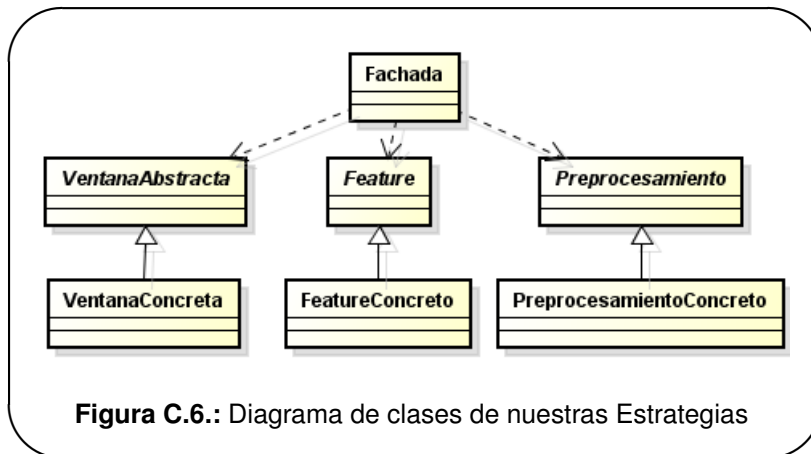 Fachada
VentanaAbstracta
Feature
Preprocesamiento
VentanaConcreta
FeatureConcreto
PreprocesamientoConcreto
Figura C.6.: Diagrama de clases de nuestras Estrategias